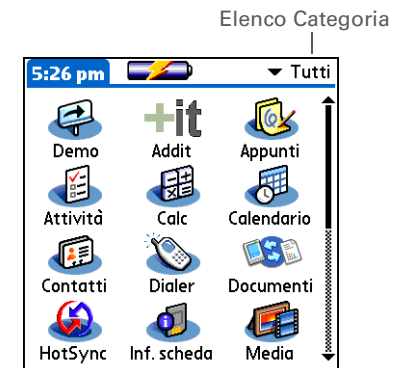 Elenco Categoria
5:26 pm Tutti
+it
Demo Addit Appunti
Attività Calc Calendario
Contatti Dialer Documenti
HotSync Inf. scheda Media